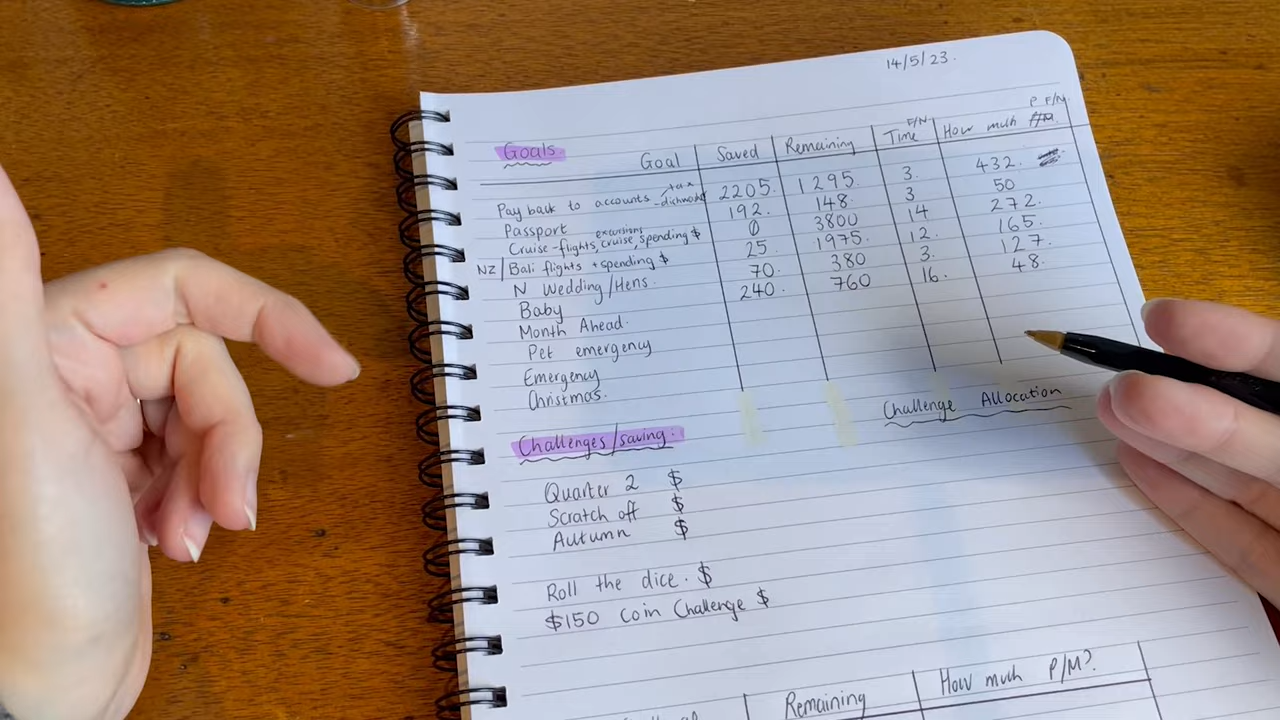 14/5/23.
Goals. Goal Saved Remaining Time F/N. How much P F/N.
Pay back to accounts - tax 2205. 1295. 3. 432.
Passport 192. 148. 3 50
Cruise - flights, cruise, excursions spending $ 0 3800 14 272.
NZ/Bali flights + spending $ 25 1975. 12. 165.
N Wedding/Hens. 70. 380 3. 127.
Baby 240. 760 16. 48.
Month Ahead.
Pet emergency
Emergency
Christmas.
Challenge Allocation
Challenges/saving.
Quarter 2 $
Scratch off $
Autumn $
Roll the dice. $
$150 Coin Challenge $
Remaining How much P/M?